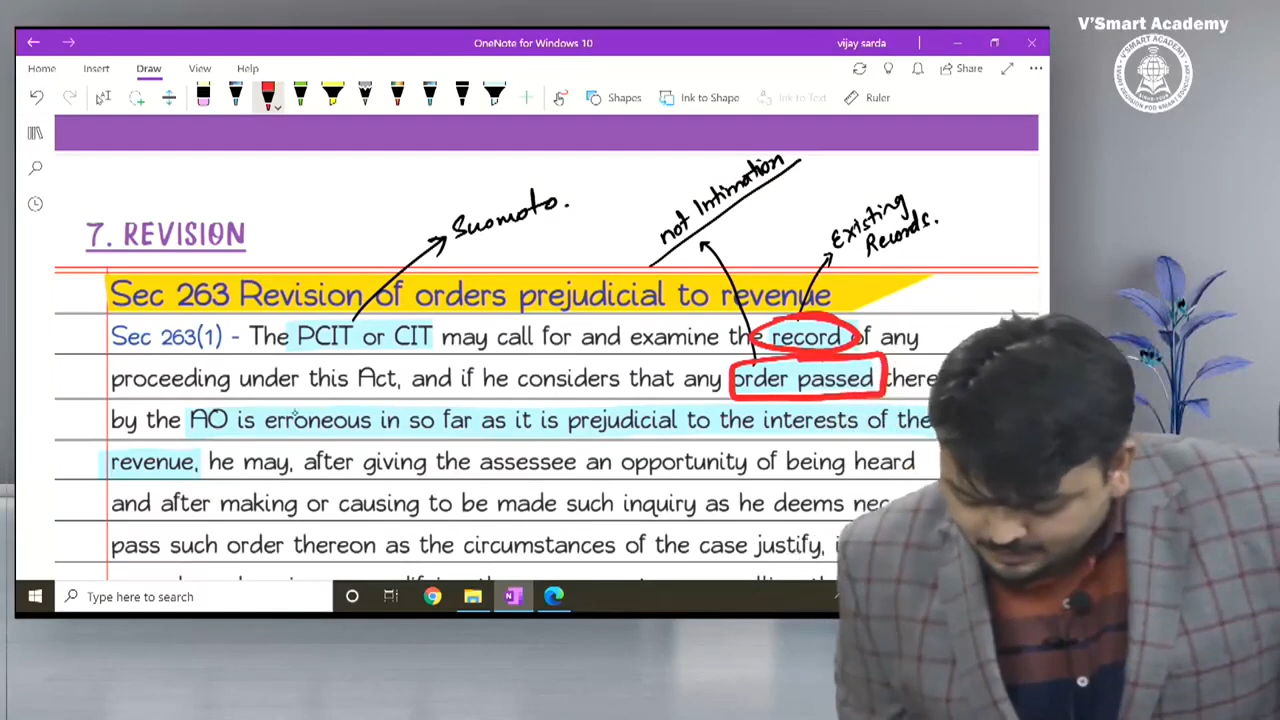 V'Smart Academy
OneNote for Windows 10
vijay sarda
Home Insert Draw View Help
Share
Shapes Ink to Shape Ink to Text Ruler
not Intimation
Suomoto.
Existing
Records.
7. REVISION
Sec 263 Revision of orders prejudicial to revenue
Sec 263(1) - The PCIT or CIT may call for and examine the record of any
proceeding under this Act, and if he considers that any order passed there
by the AO is erroneous in so far as it is prejudicial to the interests of the
revenue, he may, after giving the assessee an opportunity of being heard
and after making or causing to be made such inquiry as he deems nec
pass such order thereon as the circumstances of the case justify, i
Type here to search